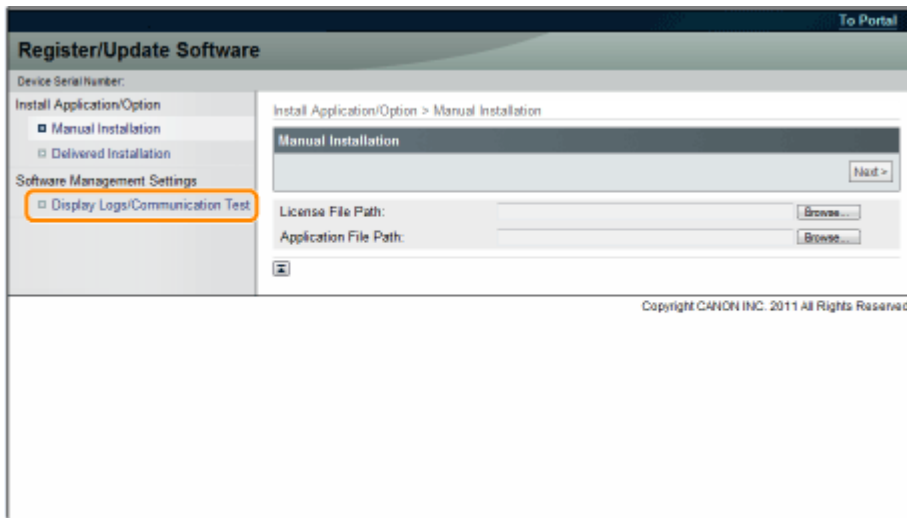 To Portal
Register/Update Software
Device Serial Number:
Install Application/Option
Manual Installation
Delivered Installation
Software Management Settings
Display Logs/Communication Test
Install Application/Option > Manual Installation
Manual Installation
Next >
License File Path:
Browse...
Application File Path:
Browse...
Copyright CANON INC. 2011 All Rights Reserved